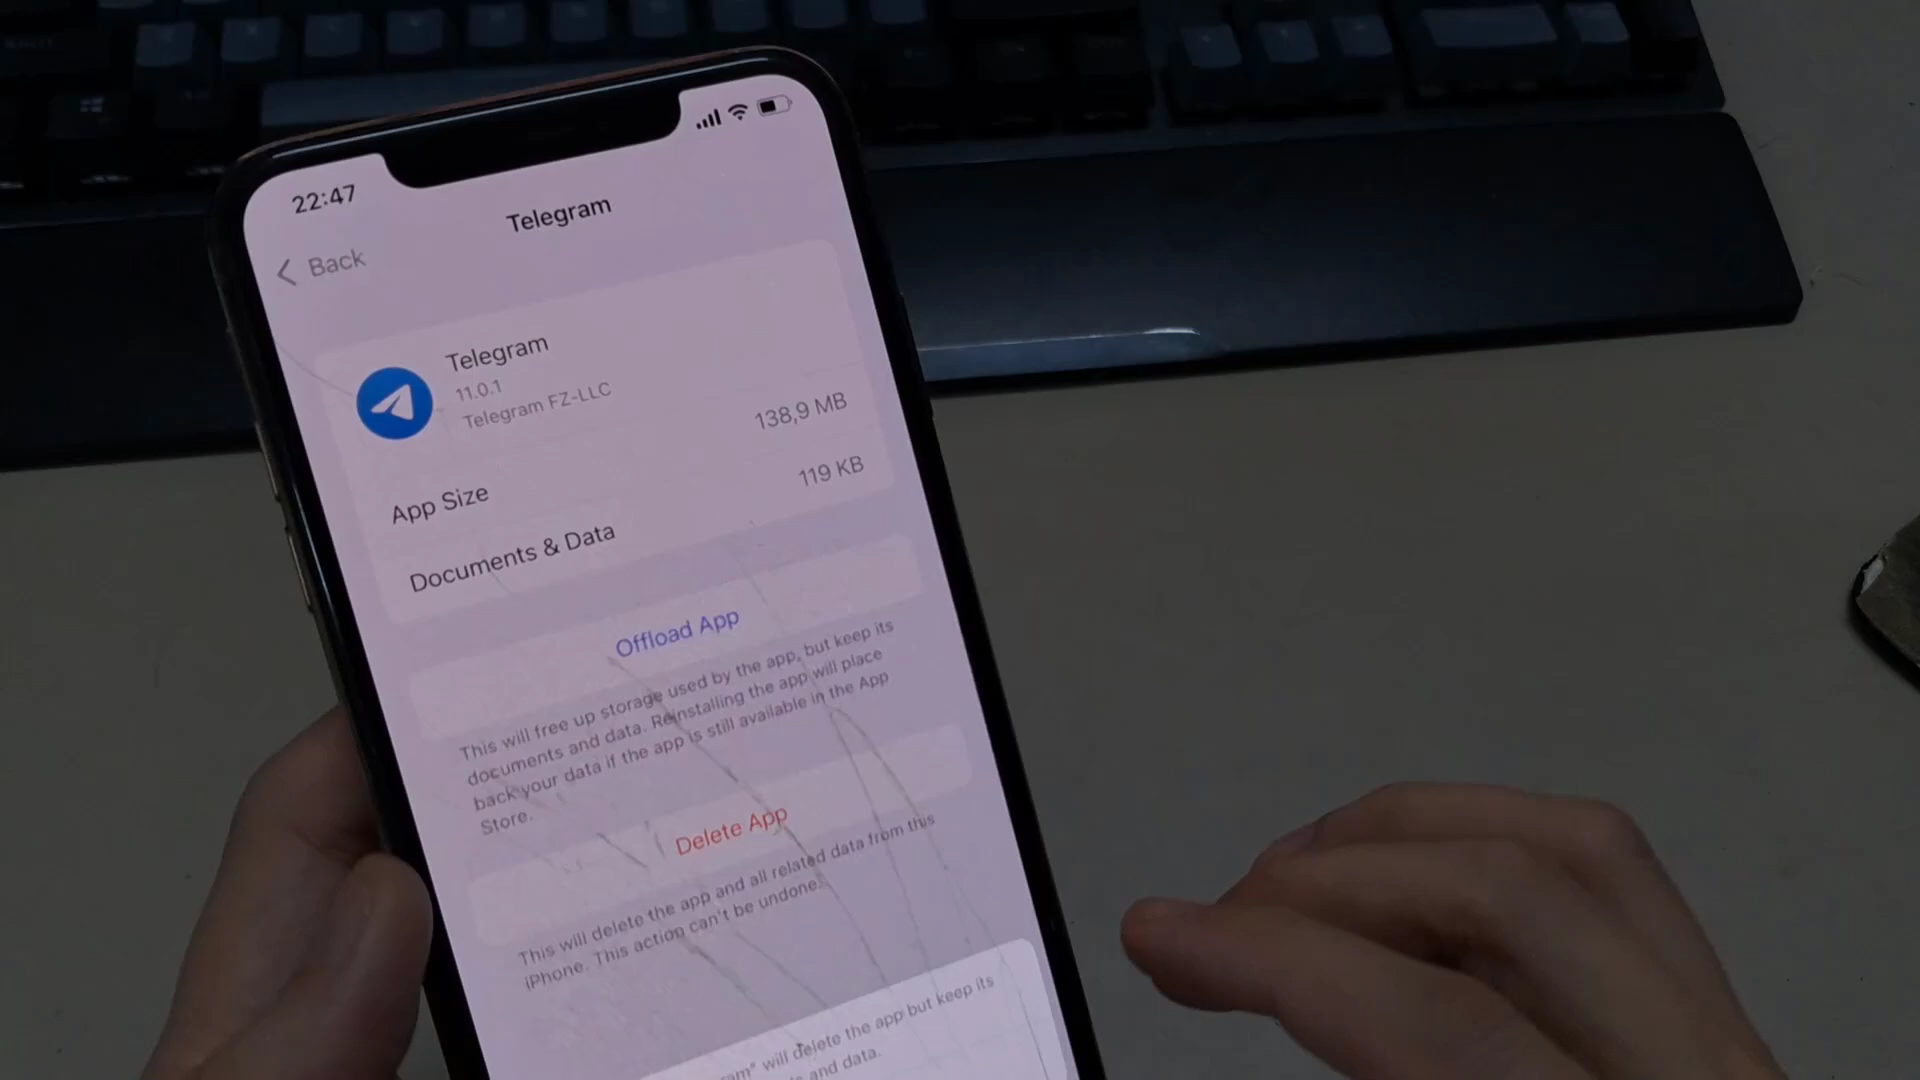 22:47
Telegram
Back
Telegram
11.0.1
Telegram FZ-LLC
App Size
138,9 MB
Documents & Data
119 KB
Offload App
This will free up storage used by the app, but keep its
documents and data. Reinstalling the app will place
back your data if the app is still available in the App
Store.
Delete App
This will delete the app and all related data from this
iPhone. This action can't be undone.
will delete the app but keep its
and data.